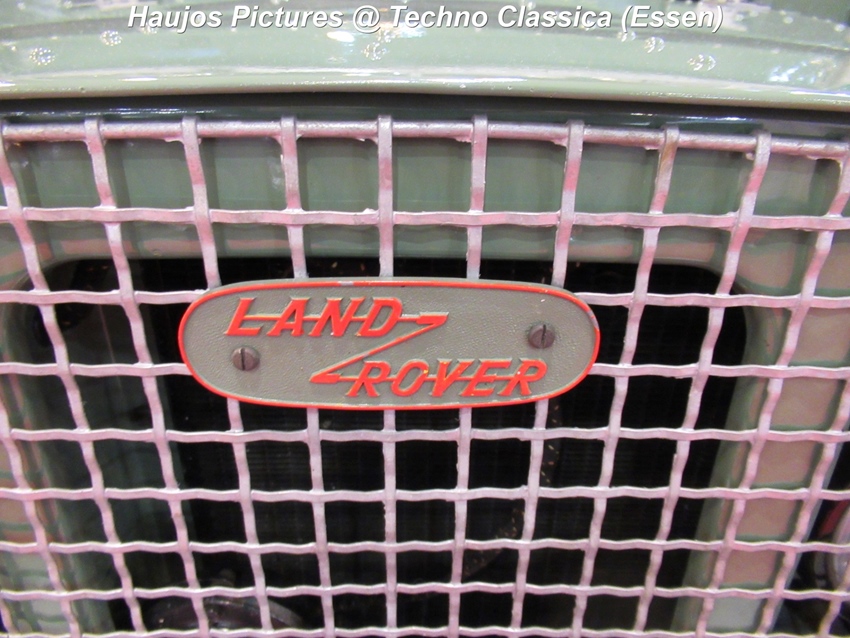 Haujos Pictures @ Techno Classica (Essen)
LAND
ROVER